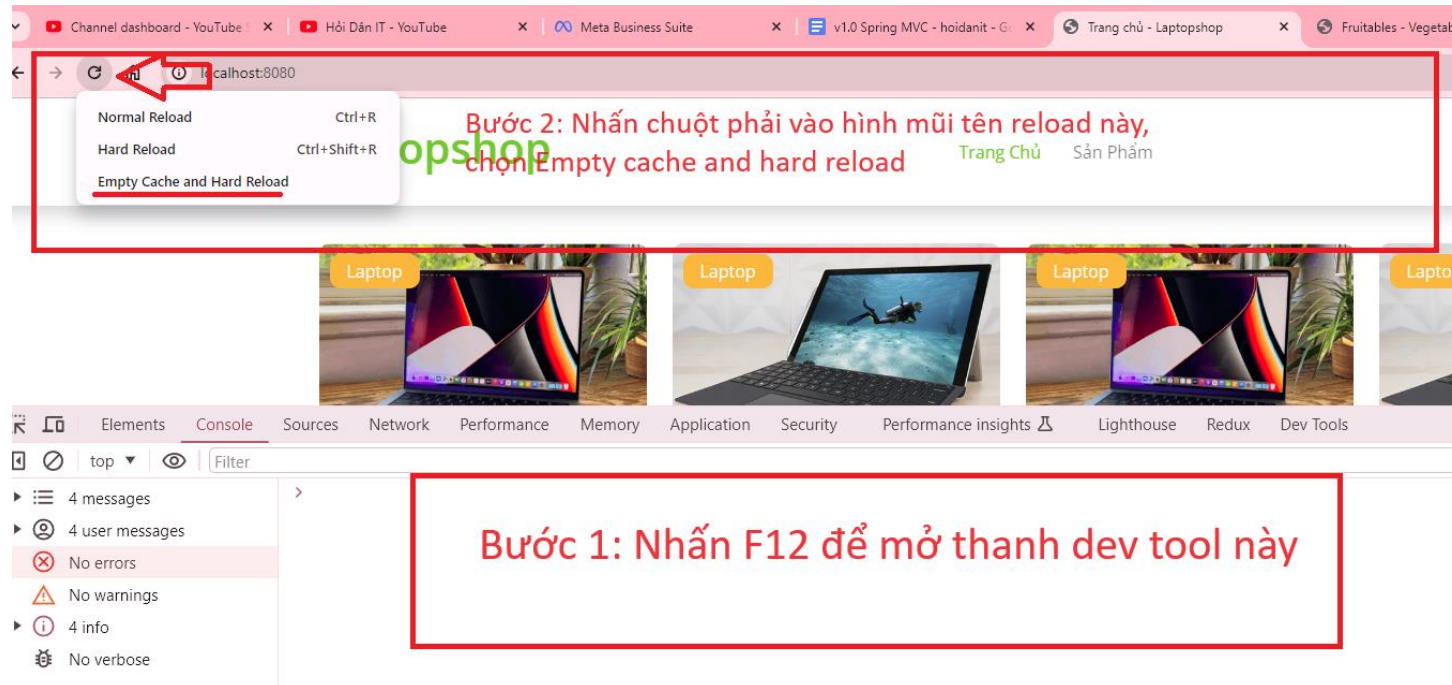 Channel dashboard - YouTube S
Hỏi Dân IT - YouTube
Meta Business Suite
v1.0 Spring MVC - hoidanit - Go
Trang chủ - Laptopshop
Fruitables - Vegetab
localhost:8080
Normal Reload Ctrl+R
Hard Reload Ctrl+Shift+R
Empty Cache and Hard Reload
Bước 2: Nhấn chuột phải vào hình mũi tên reload này,
chọn Empty cache and hard reload
opshop
Trang Chủ Sản Phẩm
Laptop Laptop Laptop Lapto
Elements Console Sources Network Performance Memory Application Security Performance insights Lighthouse Redux Dev Tools
top Filter
4 messages
4 user messages
No errors
No warnings
4 info
No verbose
Bước 1: Nhấn F12 để mở thanh dev tool này